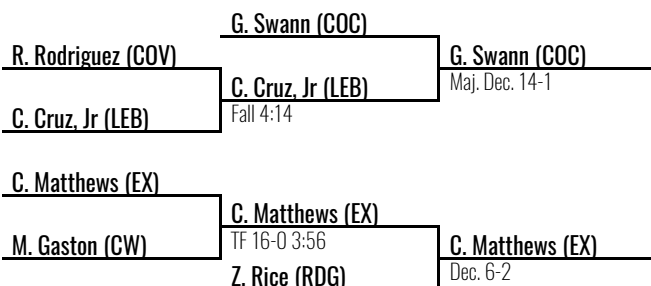 G. Swann (COC)
R. Rodriguez (COV)
G. Swann (COC)
C. Cruz, Jr (LEB)
Maj. Dec. 14-1
Fall 4:14
C. Cruz, Jr (LEB)
C. Matthews (EX)
C. Matthews (EX)
TF 16-0 3:56
M. Gaston (CW)
C. Matthews (EX)
Z. Rice (RDG)
Dec. 6-2